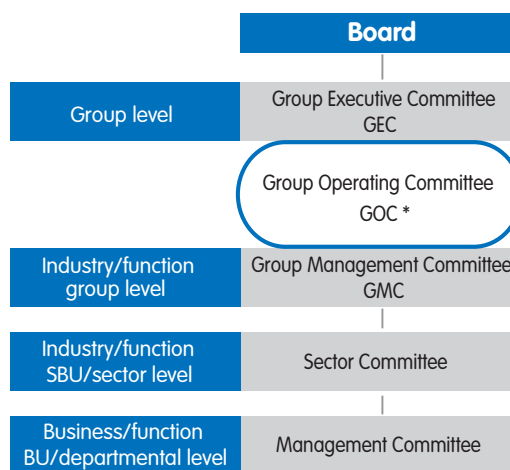 Board
Group level
Group Executive Committee
GEC
Group Operating Committee
GOC *
Industry/function
group level
Group Management Committee
GMC
Industry/function
SBU/sector level
Sector Committee
Business/function
BU/departmental level
Management Committee